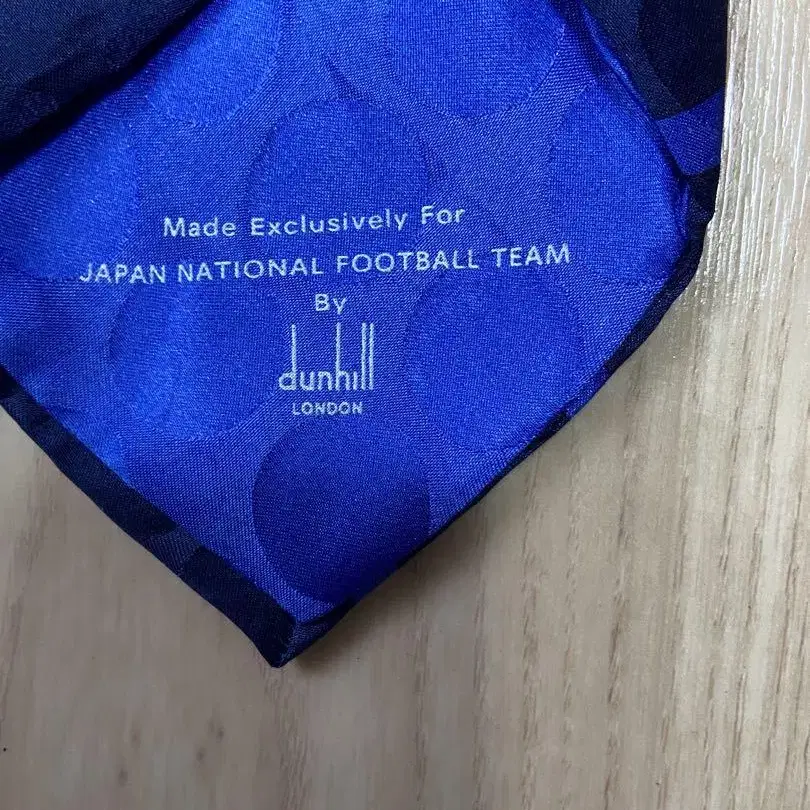 Made Exclusively For
JAPAN NATIONAL FOOTBALL TEAM
By
dunhill
LONDON